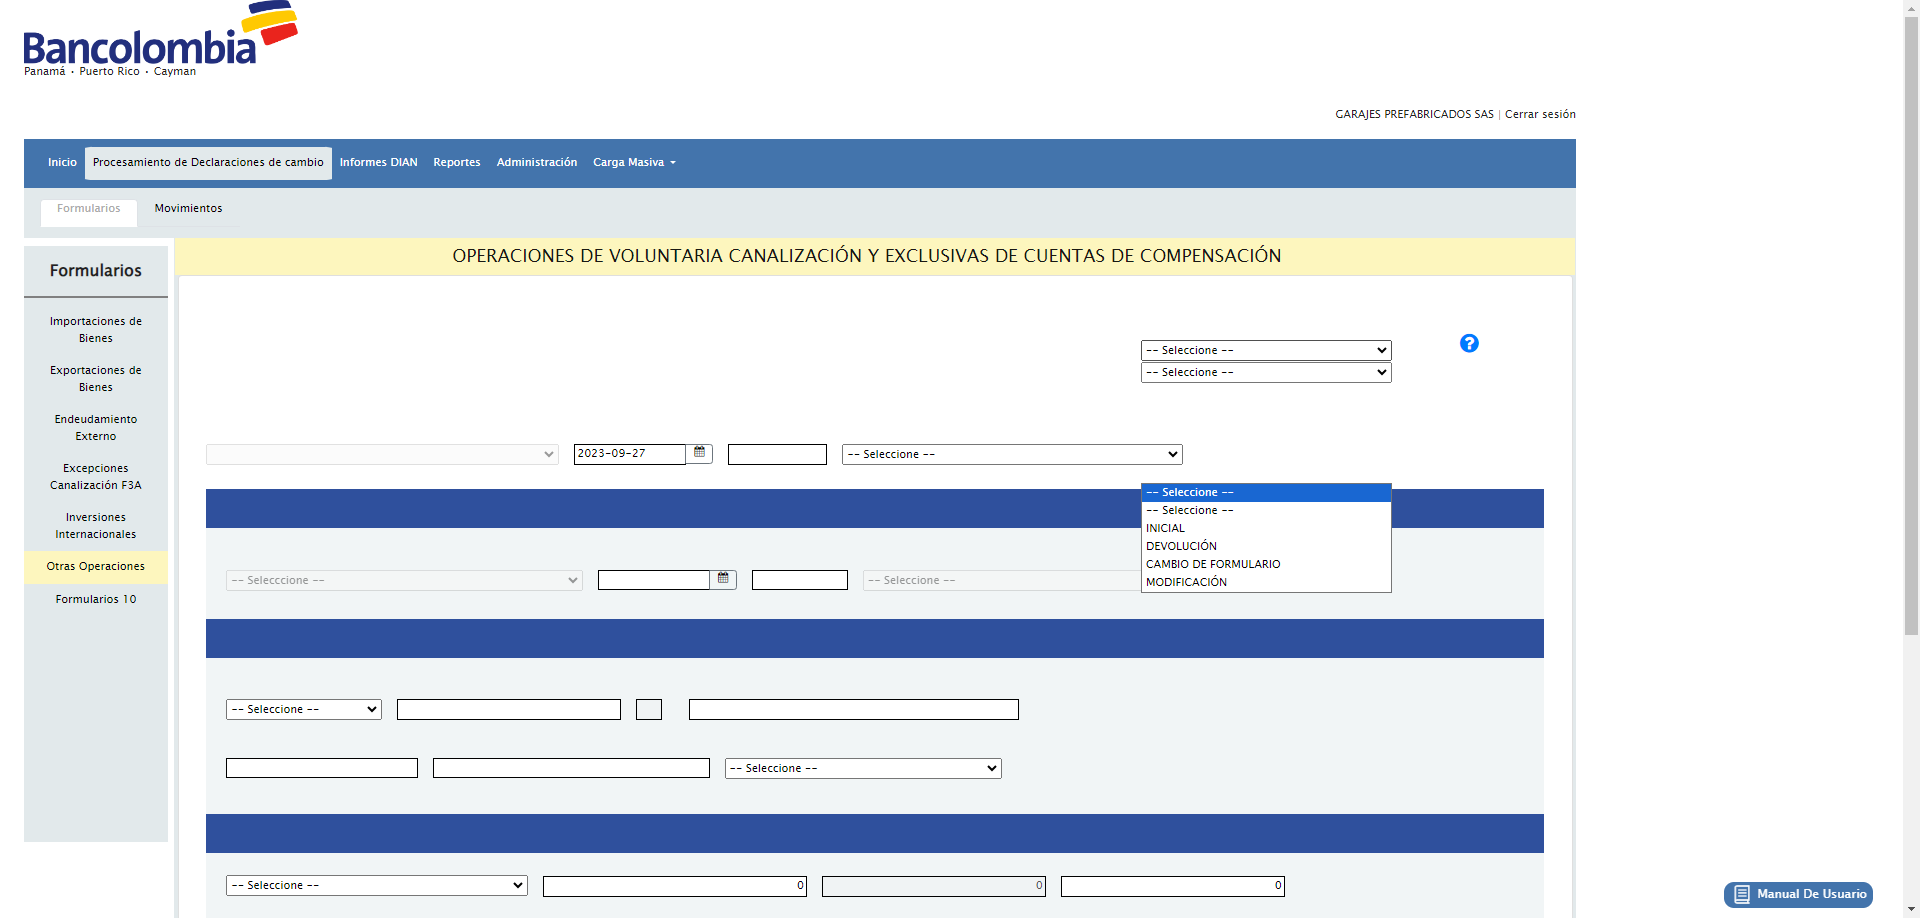 Bancolombia
Panamá • Puerto Rico • Cayman
GARAJES PREFABRICADOS SAS | Cerrar sesión
Inicio Procesamiento de Declaraciones de cambio Informes DIAN Reportes Administración Carga Masiva
Formularios Movimientos
OPERACIONES DE VOLUNTARIA CANALIZACIÓN Y EXCLUSIVAS DE CUENTAS DE COMPENSACIÓN
Formularios
Importaciones de
Bienes
Exportaciones de
Bienes
Endeudamiento
Externo
Excepciones
Canalización F3A
Inversiones
Internacionales
Otras Operaciones
Formularios 10
-- Seleccione --
?
-- Seleccione --
2023-09-27 -- Seleccione --
-- Seleccione --
-- Seleccione --
INICIAL
DEVOLUCIÓN
CAMBIO DE FORMULARIO
MODIFICACIÓN
-- Selecccione -- -- Seleccione --
-- Seleccione --
-- Seleccione --
-- Seleccione -- 0 0 0
Manual De Usuario